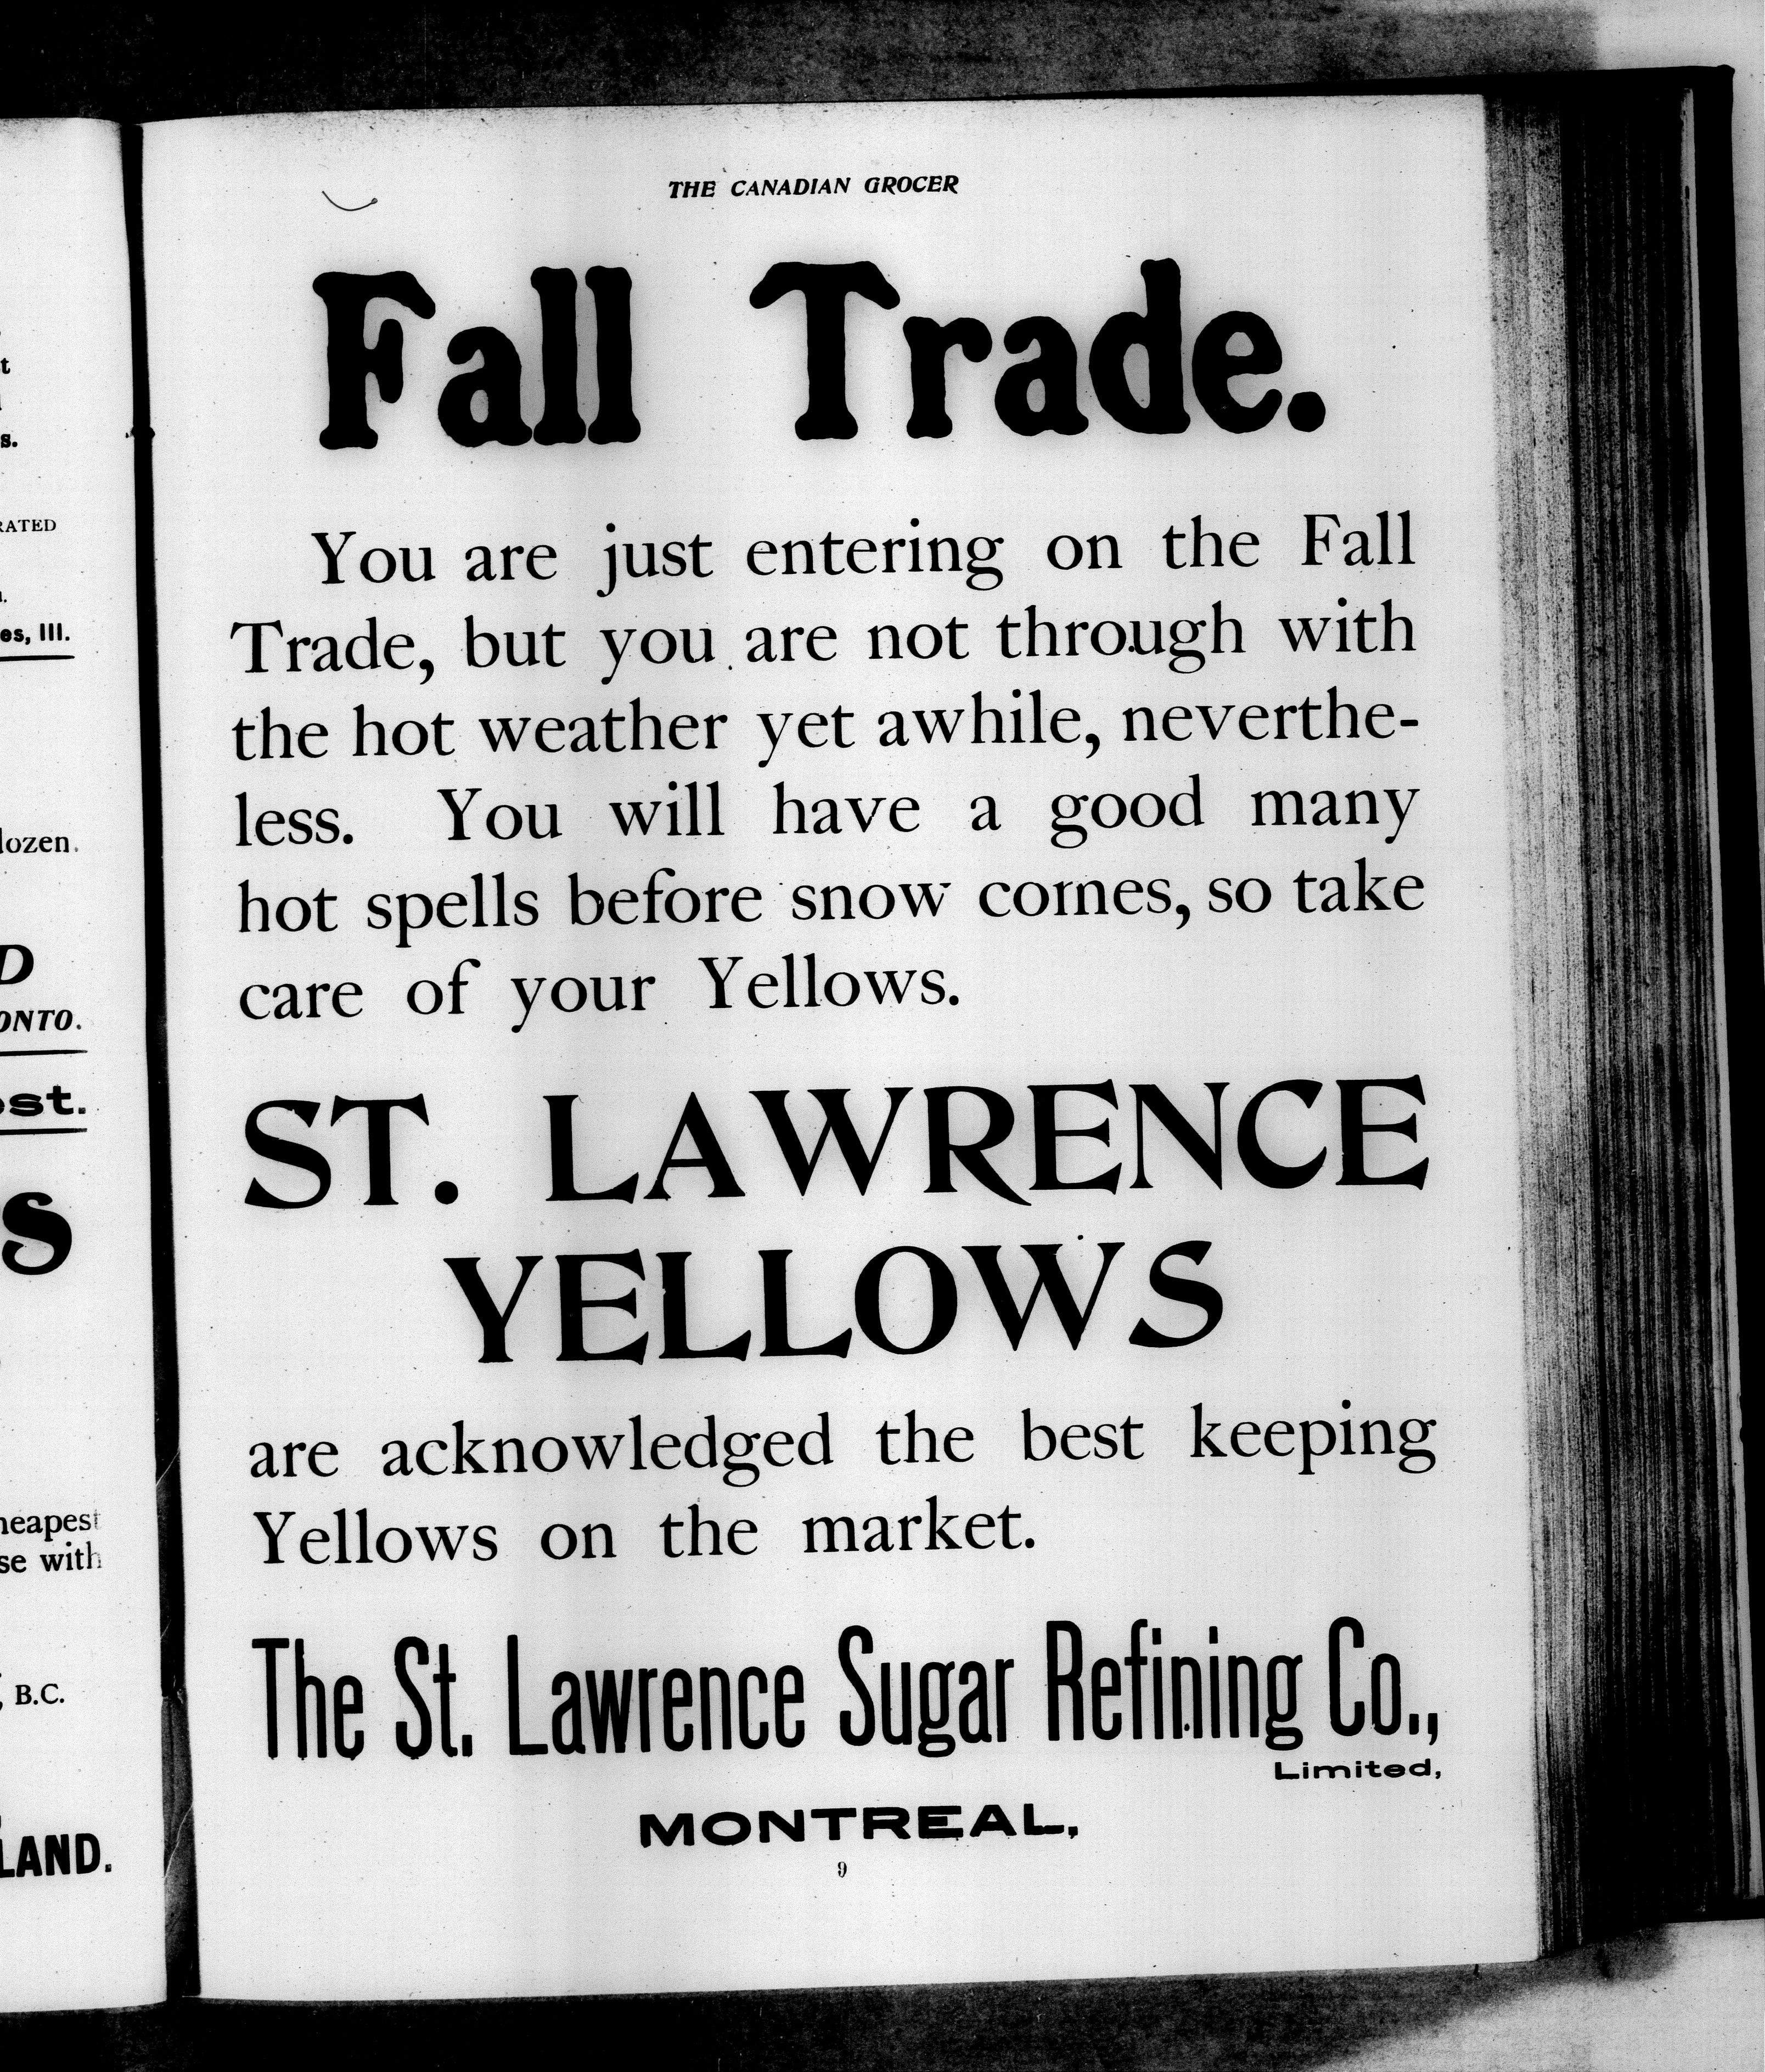 t
s.
RATED
es, Ill.
dozen.
D
ONTO.
ost.
S
heapest
se with
, B.C.
LAND.
THE CANADIAN GROCER
Fall Trade.
You are just entering on the Fall
Trade, but you are not through with
the hot weather yet awhile, neverthe-
less. You will have a good many
hot spells before snow comes, so take
care of your Yellows.
ST. LAWRENCE
YELLOWS
are acknowledged the best keeping
Yellows on the market.
The St. Lawrence Sugar Refining Co.,
Limited,
MONTREAL,
9